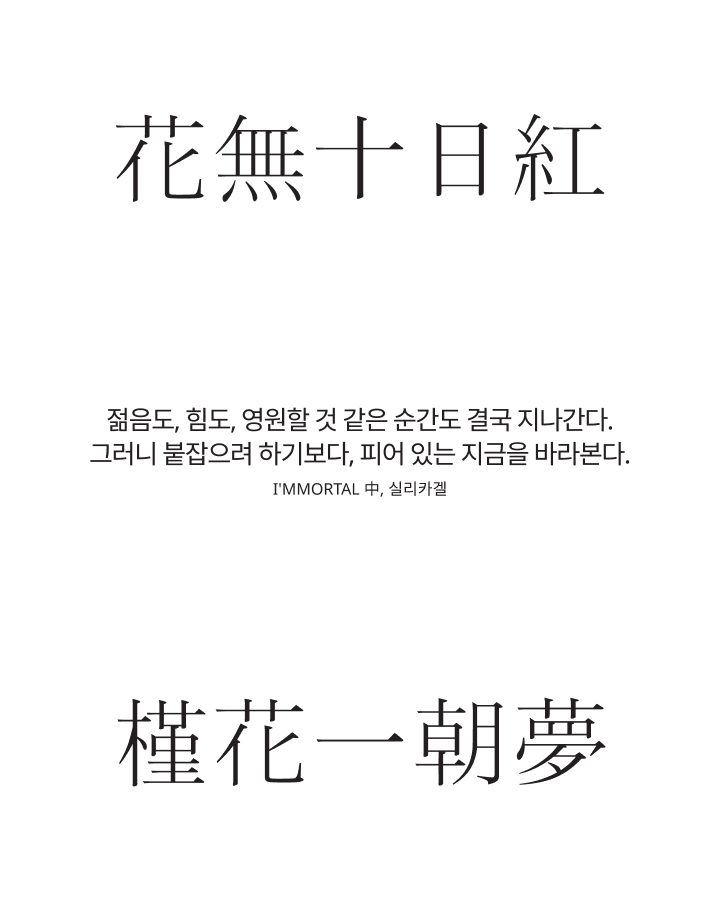 花無十日紅
젊음도, 힘도, 영원할 것 같은 순간도 결국 지나간다.
그러니 붙잡으려 하기보다, 피어 있는 지금을 바라본다.
I'MMORTAL 中, 실리카겔
槿花一朝夢